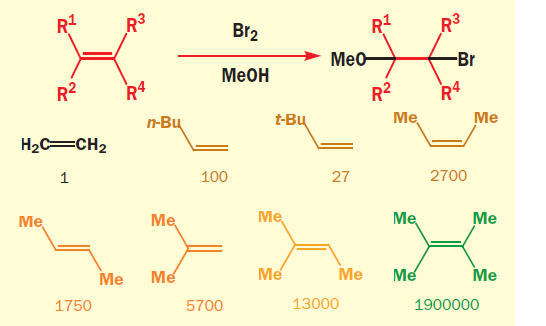 R¹ R³ Br₂ R¹ R³
MeO Br
R² R⁴ MeOH R² R⁴
n-Bu t-Bu Me Me
H₂C=CH₂
1 100 27 2700
Me Me Me Me Me
Me Me Me Me Me Me
1750 5700 13000 1900000